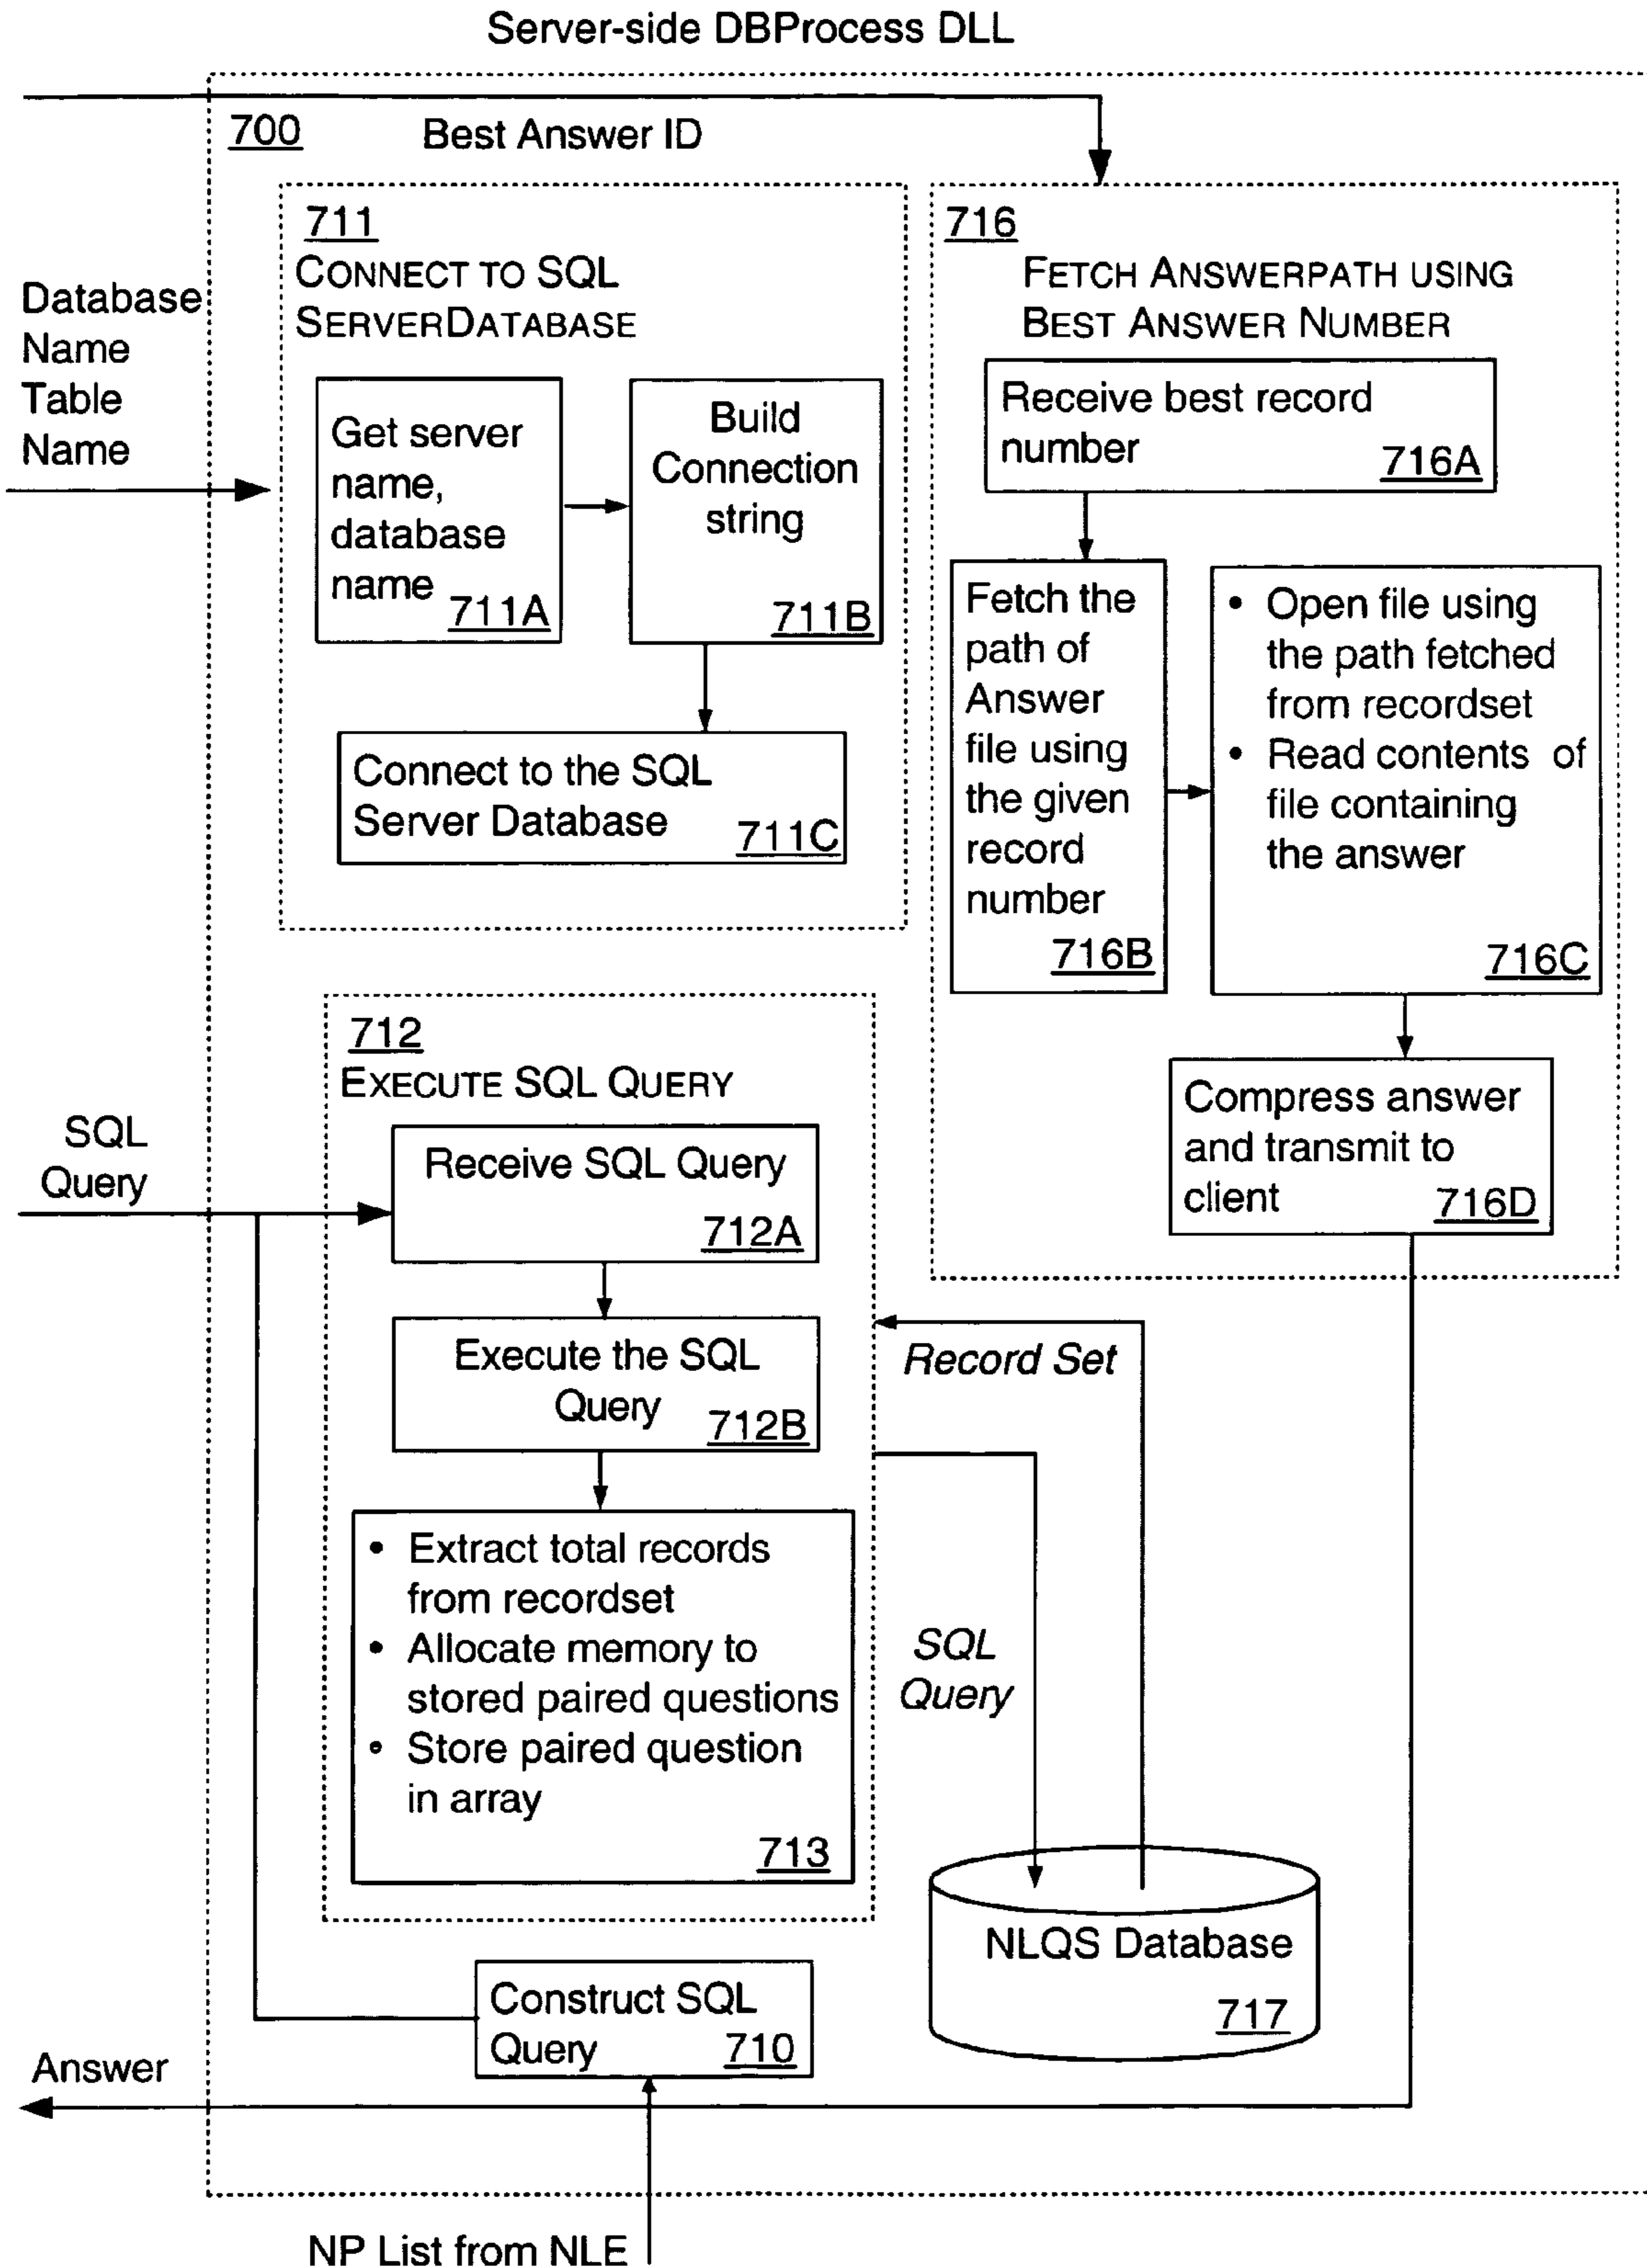 Server-side DBProcess DLL
700
Best Answer ID
Database
Name
Table
Name
711
CONNECT TO SQL
SERVERDATABASE
Get server
name,
database
name
711A
Build
Connection
string
711B
Connect to the SQL
Server Database
711C
716
FETCH ANSWERPATH USING
BEST ANSWER NUMBER
Receive best record
number
716A
Fetch the
path of
Answer
file using
the given
record
number
716B
• Open file using
the path fetched
from recordset
• Read contents of
file containing
the answer
716C
Compress answer
and transmit to
client
716D
SQL
Query
712
EXECUTE SQL QUERY
Receive SQL Query
712A
Execute the SQL
Query
712B
• Extract total records
from recordset
• Allocate memory to
stored paired questions
• Store paired question
in array
713
Record Set
SQL
Query
NLQS Database
717
Construct SQL
Query
710
Answer
NP List from NLE